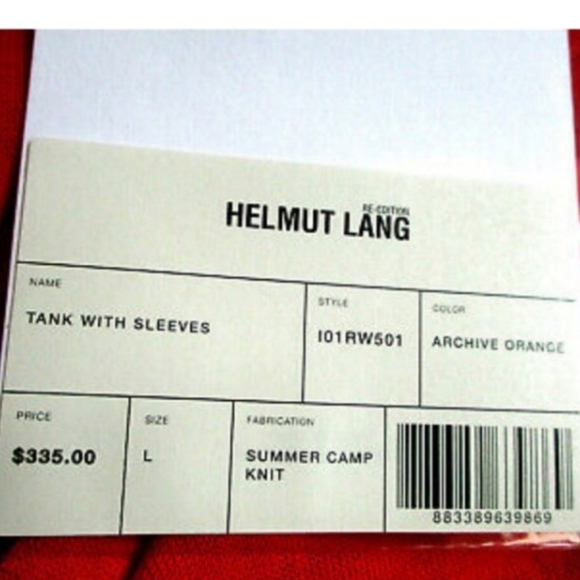 RE-EDITION
HELMUT LANG
NAME
TANK WITH SLEEVES
STYLE
I01RW501
COLOR
ARCHIVE ORANGE
PRICE
$335.00
SIZE
L
FABRICATION
SUMMER CAMP
KNIT
883389639869